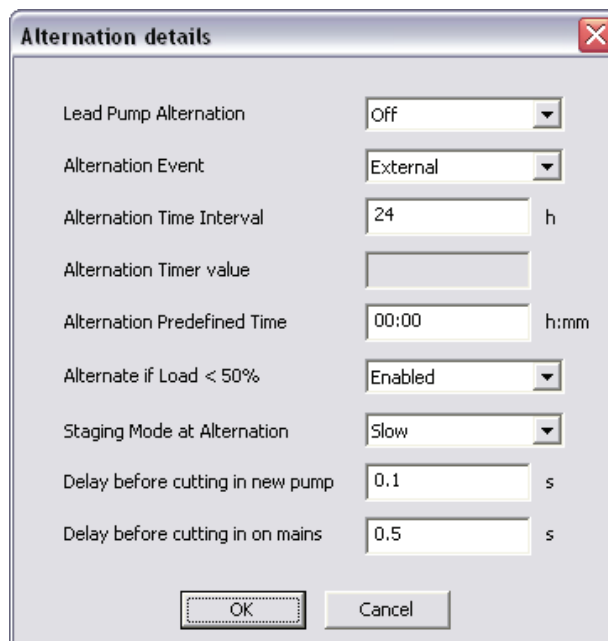 Alternation details
Lead Pump Alternation Off
Alternation Event External
Alternation Time Interval 24 h
Alternation Timer value
Alternation Predefined Time 00:00 h:mm
Alternate if Load < 50% Enabled
Staging Mode at Alternation Slow
Delay before cutting in new pump 0.1 s
Delay before cutting in on mains 0.5 s
OK Cancel